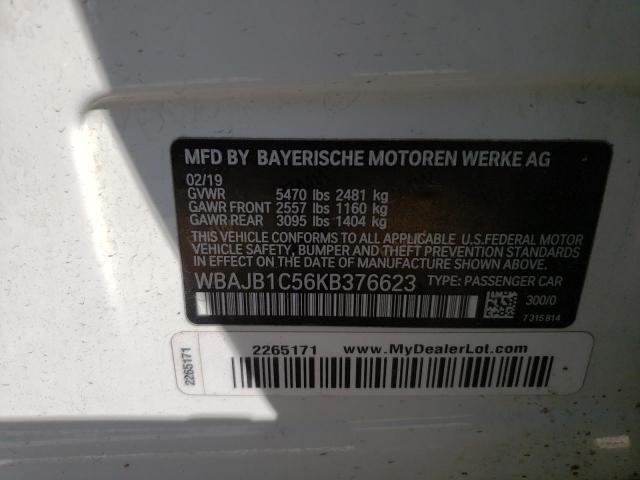 MFD BY BAYERISCHE MOTOREN WERKE AG
02/19
GVWR 5470 lbs 2481 kg
GAWR FRONT 2557 lbs 1160 kg
GAWR REAR 3095 lbs 1404 kg
THIS VEHICLE CONFORMS TO ALL APPLICABLE U.S.FEDERAL MOTOR
VEHICLE SAFETY, BUMPER AND THEFT PREVENTION STANDARDS
IN EFFECT ON THE DATE OF MANUFACTURE SHOWN ABOVE.
WBAJB1C56KB376623 TYPE: PASSENGER CAR
300/0
7 315 814
2265171
2265171 www.MyDealerLot.com